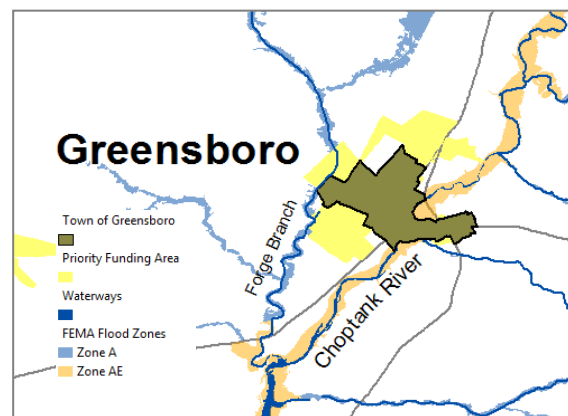 Greensboro
Town of Greensboro
Priority Funding Area
Waterways
FEMA Flood Zones
Zone A
Zone AE
Forge Branch
Choptank River